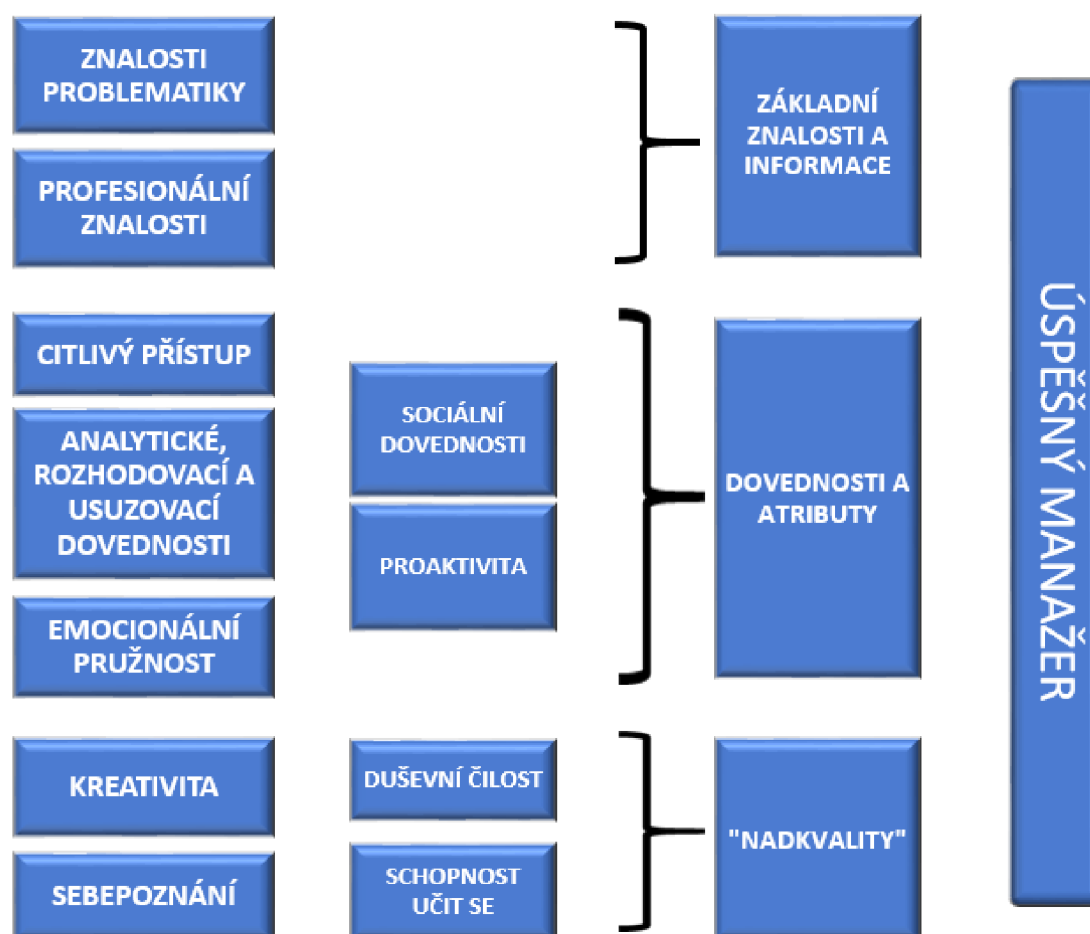 ZNALOSTI
PROBLEMATIKY
PROFESIONÁLNÍ
ZNALOSTI
ZÁKLADNÍ
ZNALOSTI A
INFORMACE
CITLIVÝ PŘÍSTUP
ANALYTICKÉ,
ROZHODOVACÍ A
USUZOVACÍ
DOVEDNOSTI
EMOCIONÁLNÍ
PRUŽNOST
SOCIÁLNÍ
DOVEDNOSTI
PROAKTIVITA
DOVEDNOSTI A
ATRIBUTY
KREATIVITA
SEBEPOZNÁNÍ
DUŠEVNÍ ČILOST
SCHOPNOST
UČIT SE
"NADKVALITY"
ÚSPĚŠNÝ MANAŽER